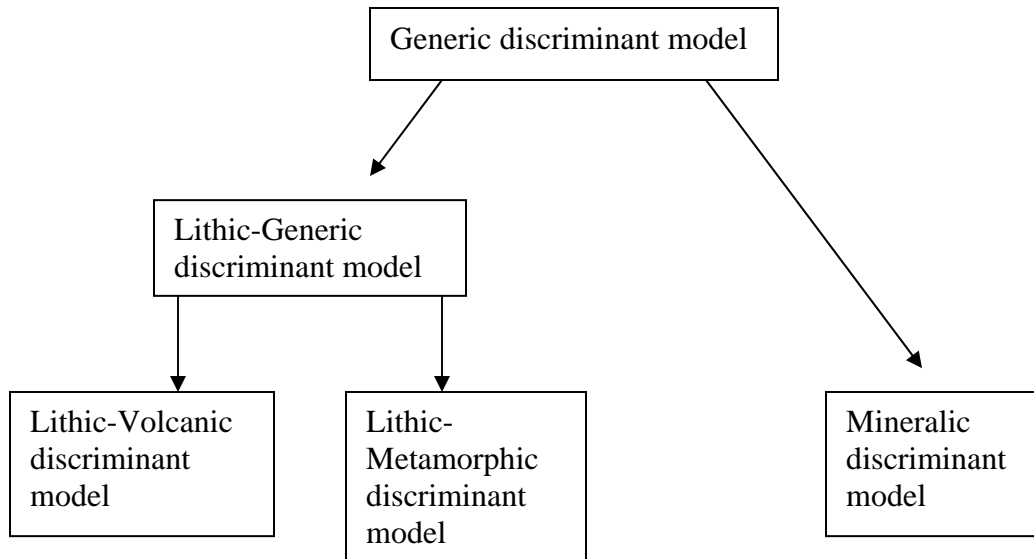 Generic discriminant model
Lithic-Generic
discriminant model
Lithic-Volcanic
discriminant
model
Lithic-
Metamorphic
discriminant
model
Mineralic
discriminant
model